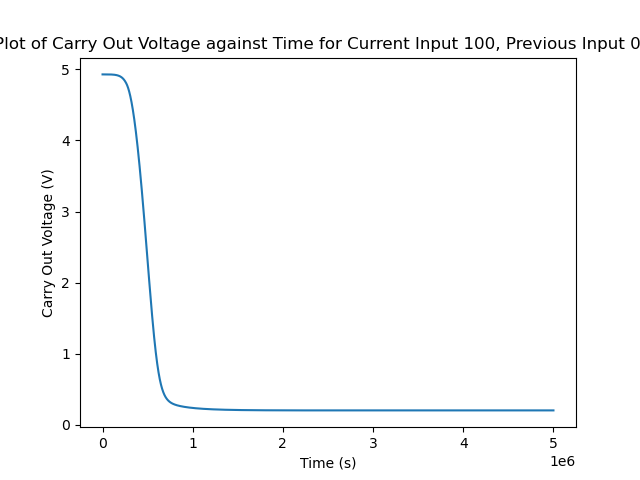 Plot of Carry Out Voltage against Time for Current Input 100, Previous Input 0
5
4
3
2
1
0
Carry Out Voltage (V)
0 1 2 3 4 5
1e6
Time (s)